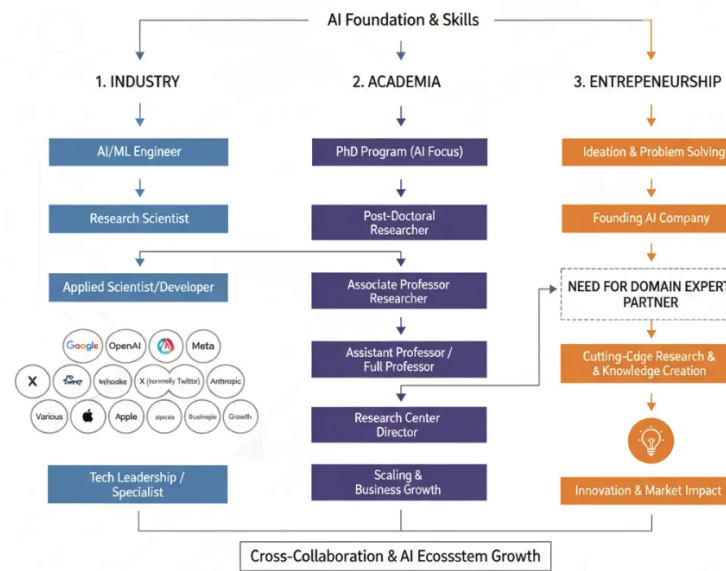 AI Foundation & Skills
1. INDUSTRY
2. ACADEMIA
3. ENTREPENEURSHIP
AI/ML Engineer
PhD Program (AI Focus)
Ideation & Problem Solving
Research Scientist
Post-Doctoral
Researcher
Founding AI Company
Applied Scientist/Developer
Associate Professor
Researcher
NEED FOR DOMAIN EXPERT
PARTNER
Google
OpenAI
Meta
Assistant Professor /
Full Professor
Cutting-Cdge Research &
& Knowledge Creation
X
X (hormelly Twitte)
Antropic
Various
Apple
Growth
Research Center
Director
Tech Leadership /
Specialist
Scaling &
Business Growth
Innovation & Market Impact
Cross-Collaboration & AI Ecossstem Growth